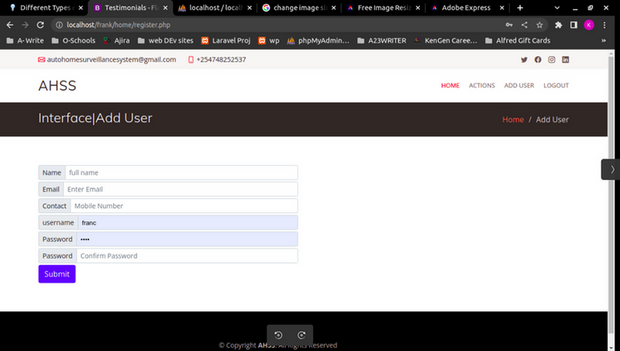 Different Types
Testimonials - Fl
localhost / local
change image si
Free Image Resi
Adobe Express
localhost/frank/home/register.php
K
A-Write
O-Schools
Ajira
web DEv sites
Laravel Proj
wp
phpMyAdmin...
A23WRITER
KenGen Caree...
Alfred Gift Cards
»
autohomesurveillancesystem@gmail.com
+254748252537
AHSS
HOME
ACTIONS
ADD USER
LOGOUT
Interface|Add User
Home / Add User
Name full name
Email Enter Email
Contact Mobile Number
username franc
Password ••••
Password Confirm Password
Submit
© Copyright AHSS. All Rights Reserved